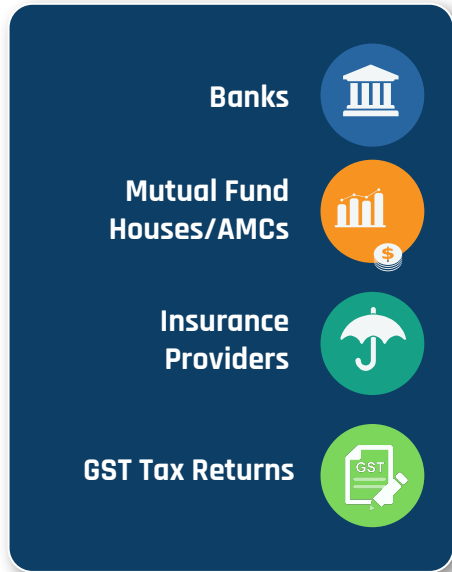 Banks
Mutual Fund
Houses/AMCs
$
Insurance
Providers
GST Tax Returns
GST